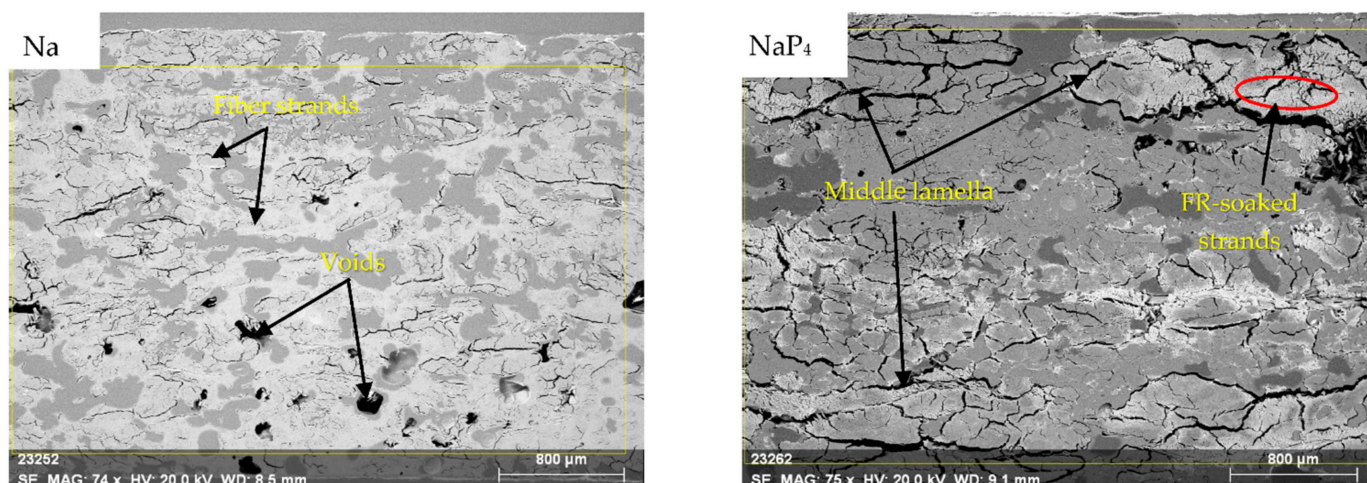 Na
Fiber strands
Voids
23252
800 µm
SE MAG: 74 x HV: 20.0 kV WD: 8.5 mm
NaP₄
Middle lamella
FR-soaked
strands
23262
800 µm
SE MAG: 75 x HV: 20.0 kV WD: 9.1 mm